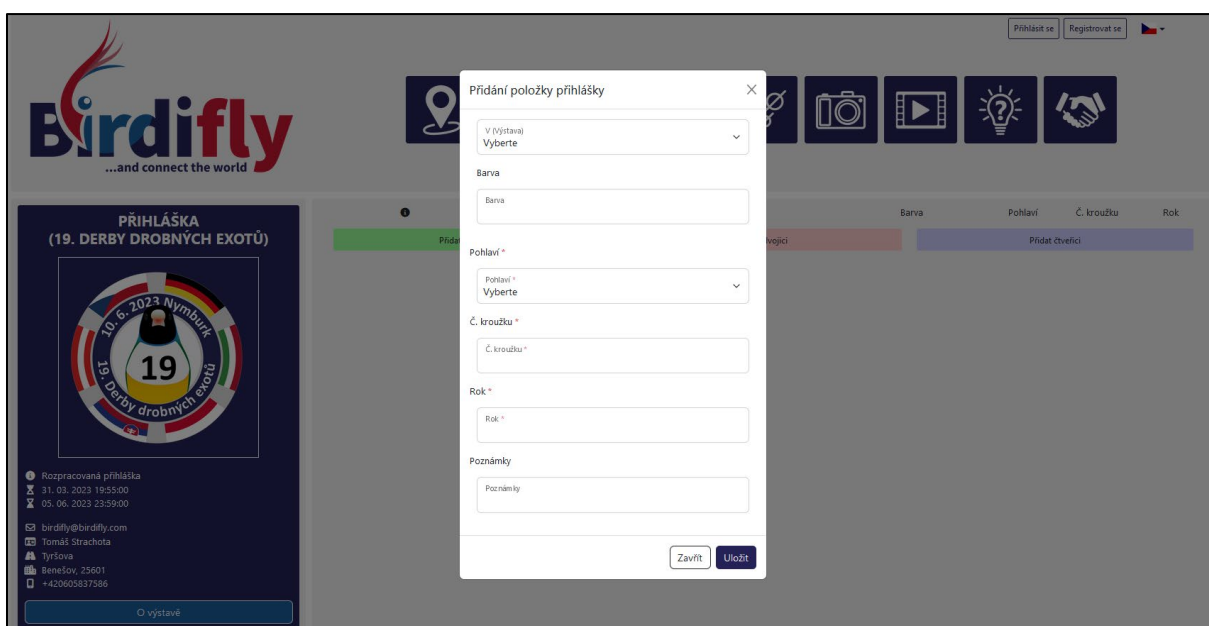 Přihlásit se
Registrovat se
Birdifly
...and connect the world
Přidání položky přihlášky
V (Výstava)
Vyberte
Barva
Barva
Pohlaví *
Pohlaví *
Vyberte
Č. kroužku *
Č. kroužku *
Rok *
Rok *
Poznámky
Poznámky
Zavřít
Uložit
PŘIHLÁŠKA
(19. DERBY DROBNÝCH EXOTŮ)
10. 6. 2023 Nymburk
19
19. Derby drobných exotů
Rozpracovaná přihláška
31. 03. 2023 19:55:00
05. 06. 2023 23:59:00
birdifly@birdifly.com
Tomáš Strachota
Tyršova
Benešov, 25601
+420605837586
O výstavě
Barva
Pohlaví
Č. kroužku
Rok
Přidat čtveřici